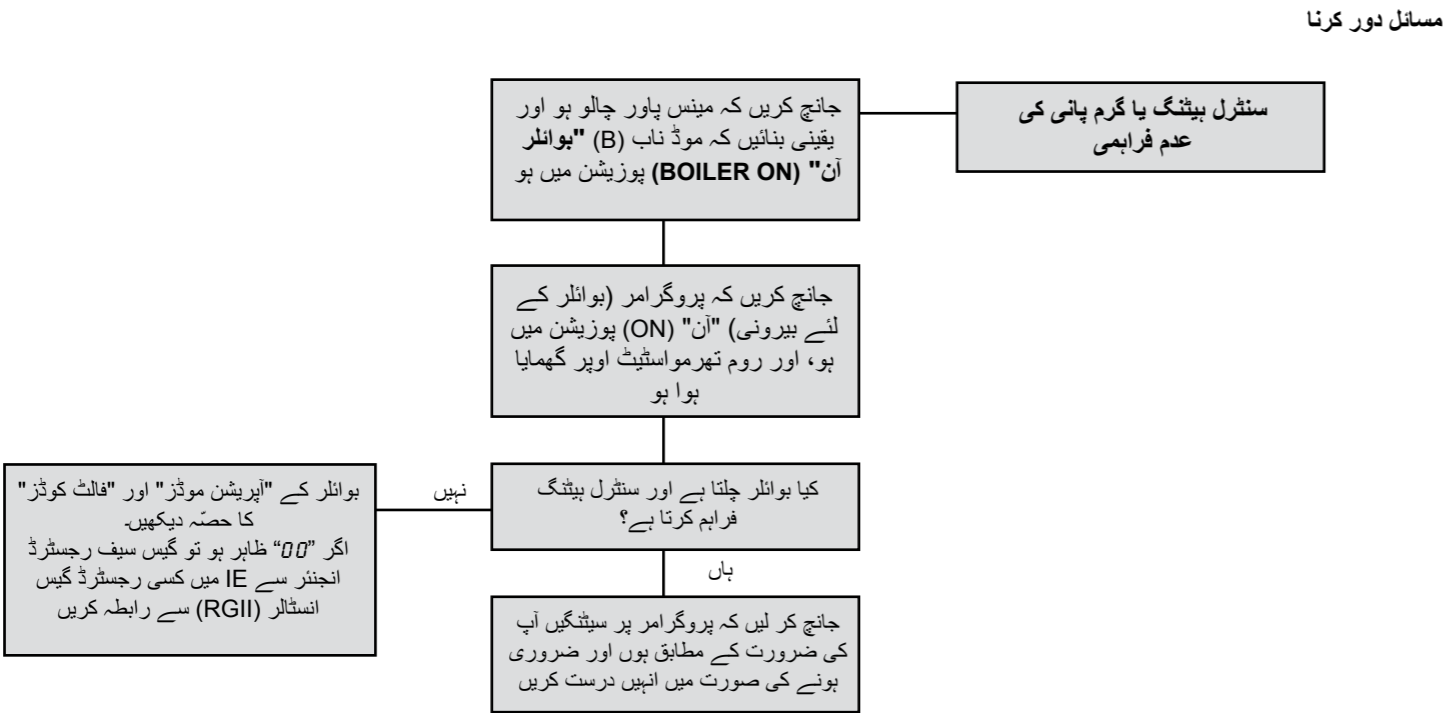 مسائل دور کرنا
سنٹرل ہیٹنگ یا گرم پانی کی
عدم فراہمی
جانچ کریں کہ مینس پاور چالو ہو اور
یقینی بنائیں کہ موڈ ناب (B) "بوائلر
آن" (BOILER ON) پوزیشن میں ہو
جانچ کریں کہ پروگرامر (بوائلر کے
لئے بیرونی) "آن" (ON) پوزیشن میں
ہو، اور روم تھرمواسٹیٹ اوپر گھمایا
ہوا ہو
کیا بوائلر چلتا ہے اور سنٹرل ہیٹنگ
فراہم کرتا ہے؟
نہیں
بوائلر کے "آپریشن موڈز" اور "فالٹ کوڈز"
کا حصّہ دیکھیں۔
اگر "00" ظاہر ہو تو گیس سیف رجسٹرڈ
انجنئر سے IE میں کسی رجسٹرڈ گیس
انسٹالر (RGII) سے رابطہ کریں
ہاں
جانچ کر لیں کہ پروگرامر پر سیٹنگیں آپ
کی ضرورت کے مطابق ہوں اور ضروری
ہونے کی صورت میں انہیں درست کریں